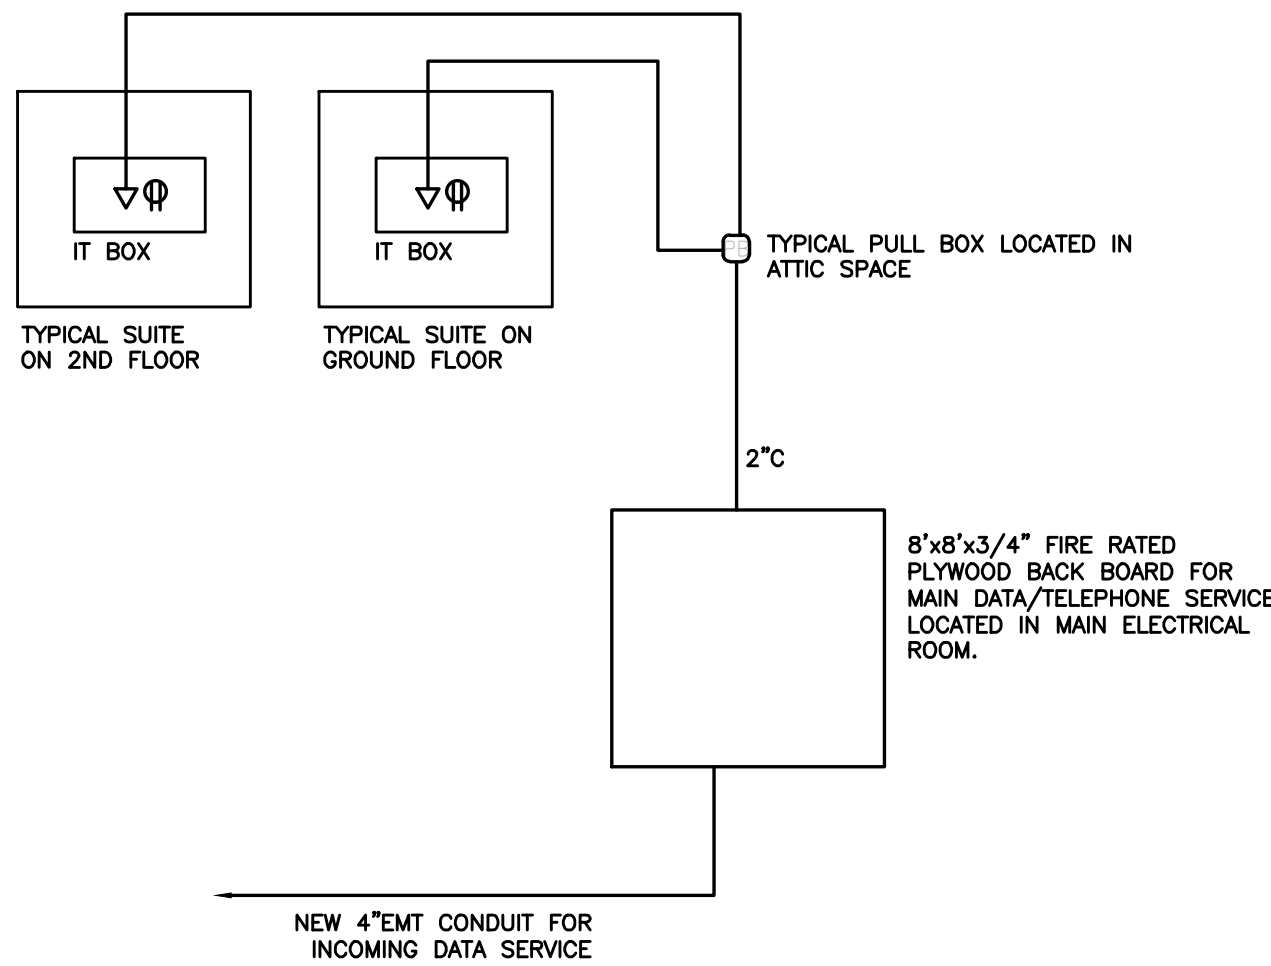 IT BOX
IT BOX
TYPICAL SUITE
ON 2ND FLOOR
TYPICAL SUITE ON
GROUND FLOOR
PB
TYPICAL PULL BOX LOCATED IN
ATTIC SPACE
2"C
8'x8'x3/4" FIRE RATED
PLYWOOD BACK BOARD FOR
MAIN DATA/TELEPHONE SERVICE
LOCATED IN MAIN ELECTRICAL
ROOM.
NEW 4"EMT CONDUIT FOR
INCOMING DATA SERVICE